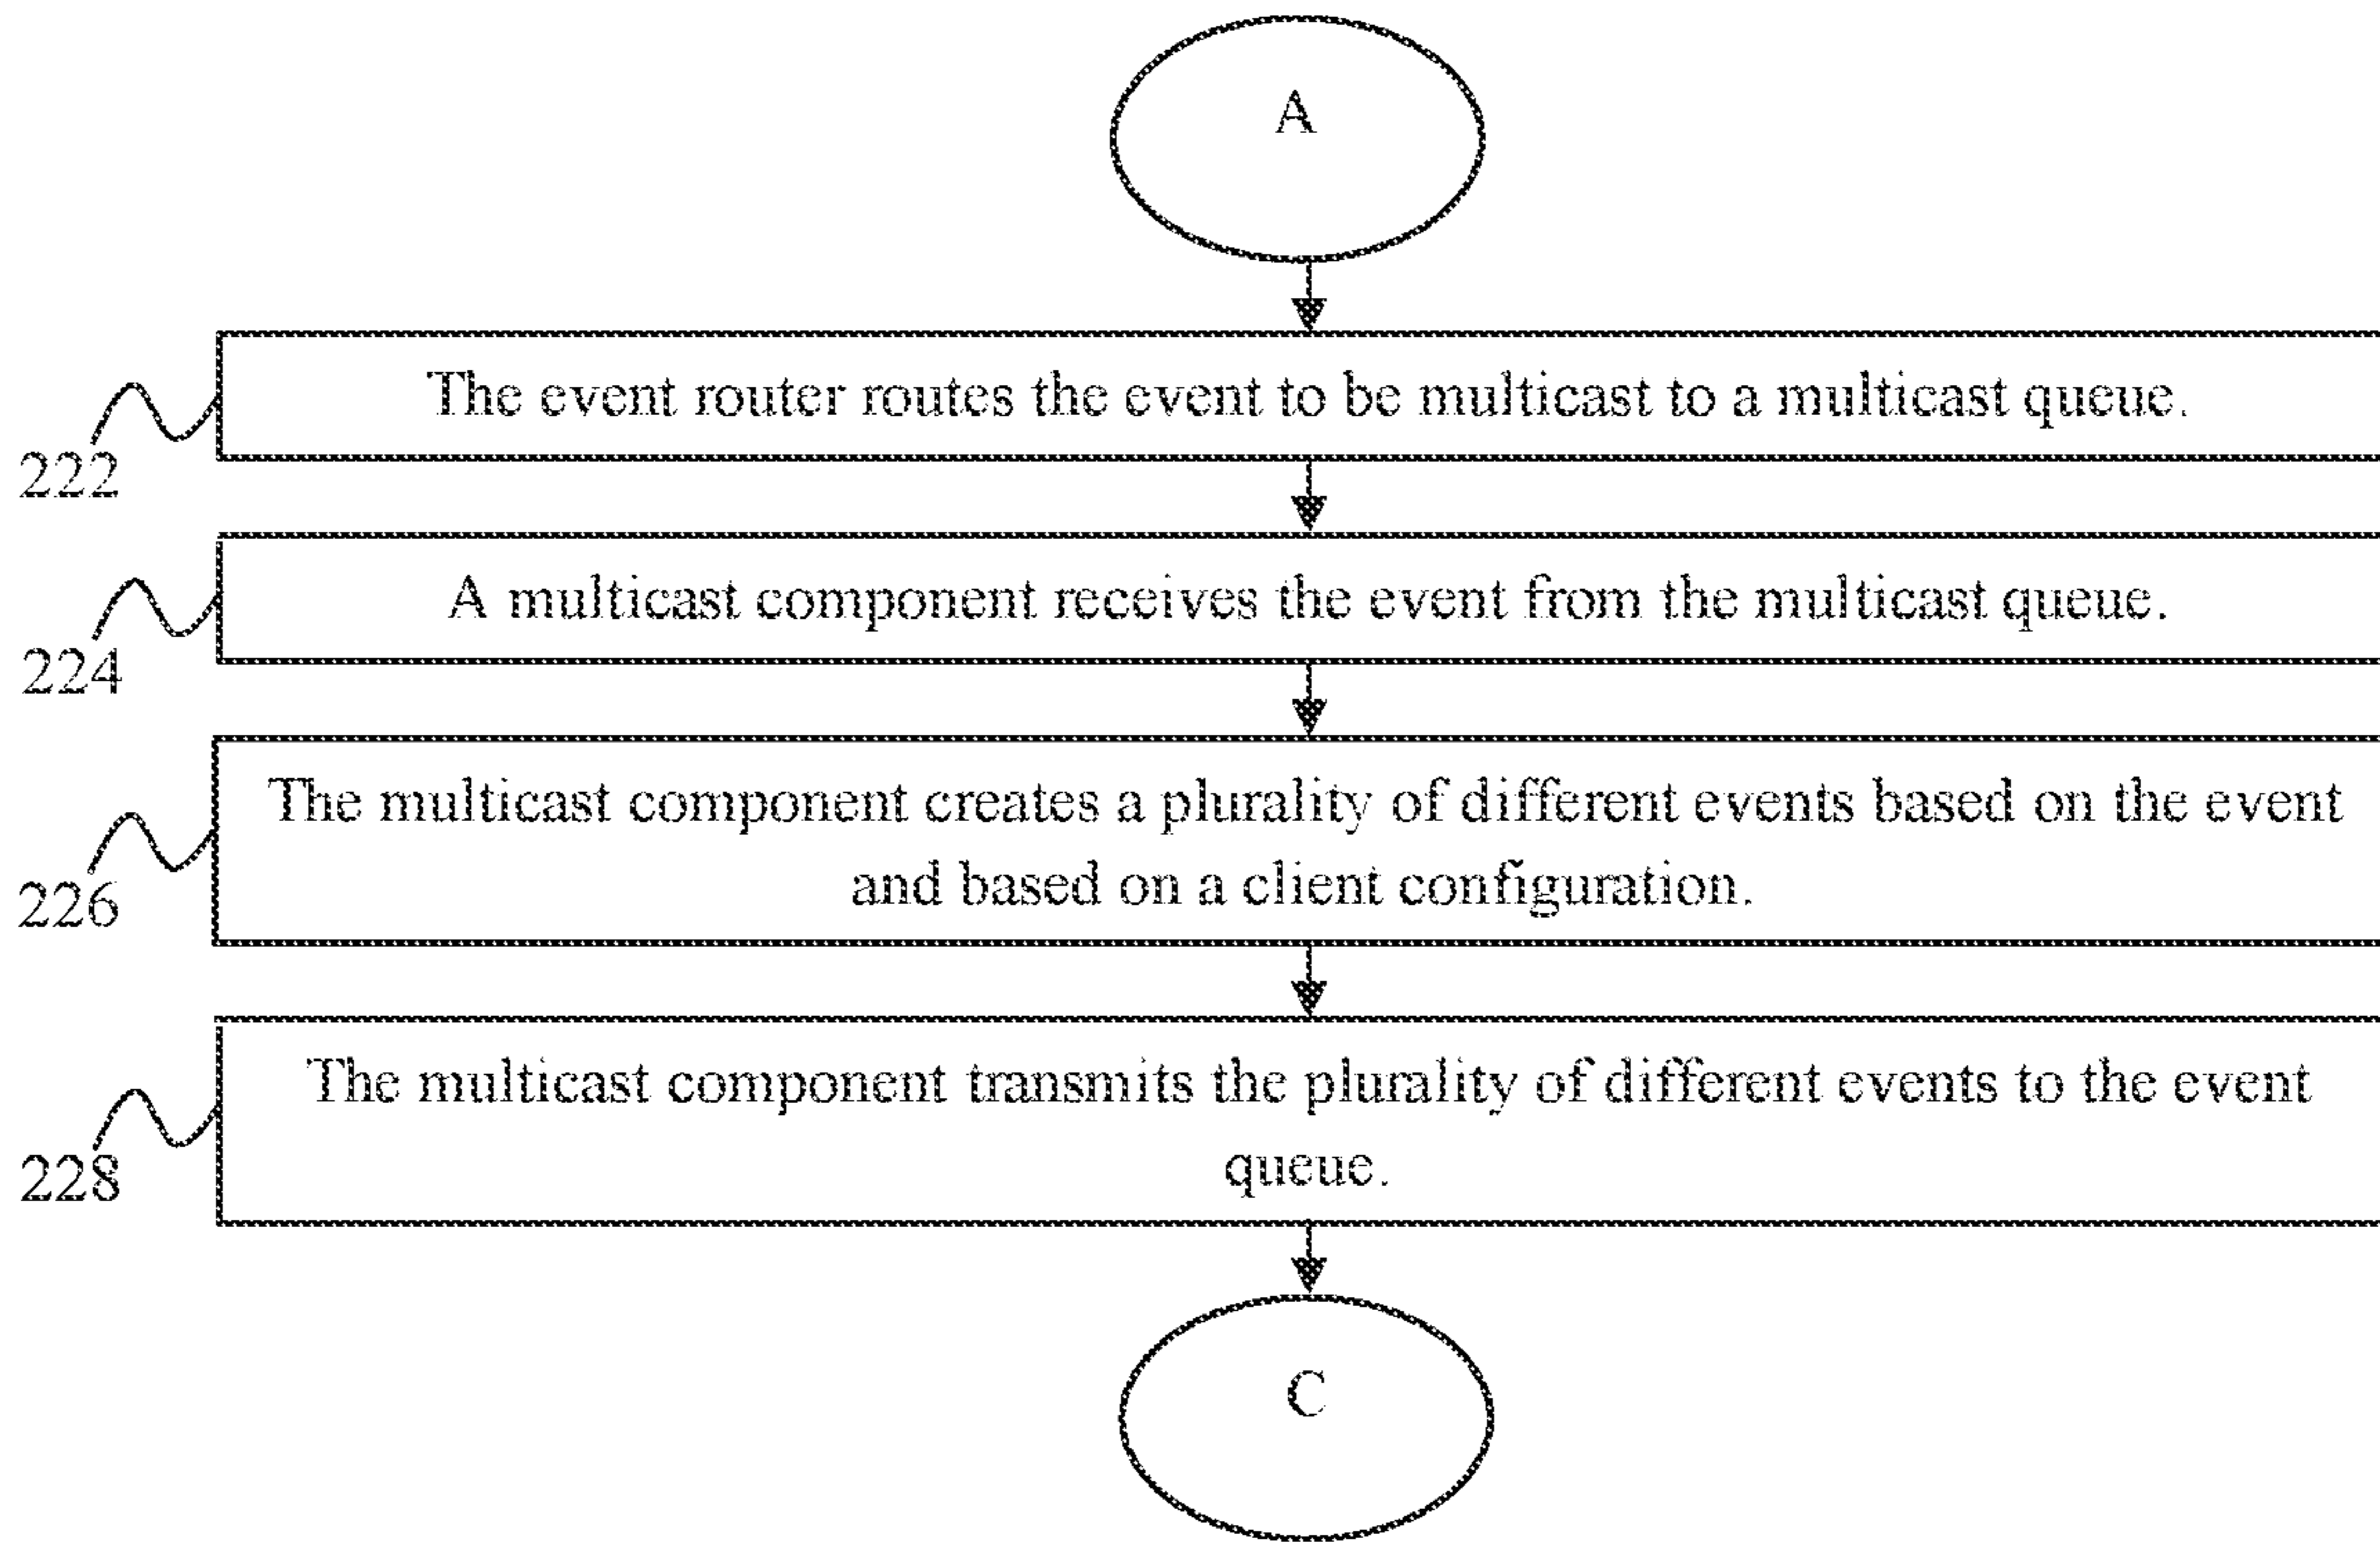 A
The event router routes the event to be multicast to a multicast queue.
222
A multicast component receives the event from the multicast queue.
224
The multicast component creates a plurality of different events based on the event
and based on a client configuration.
226
The multicast component transmits the plurality of different events to the event
queue.
228
C